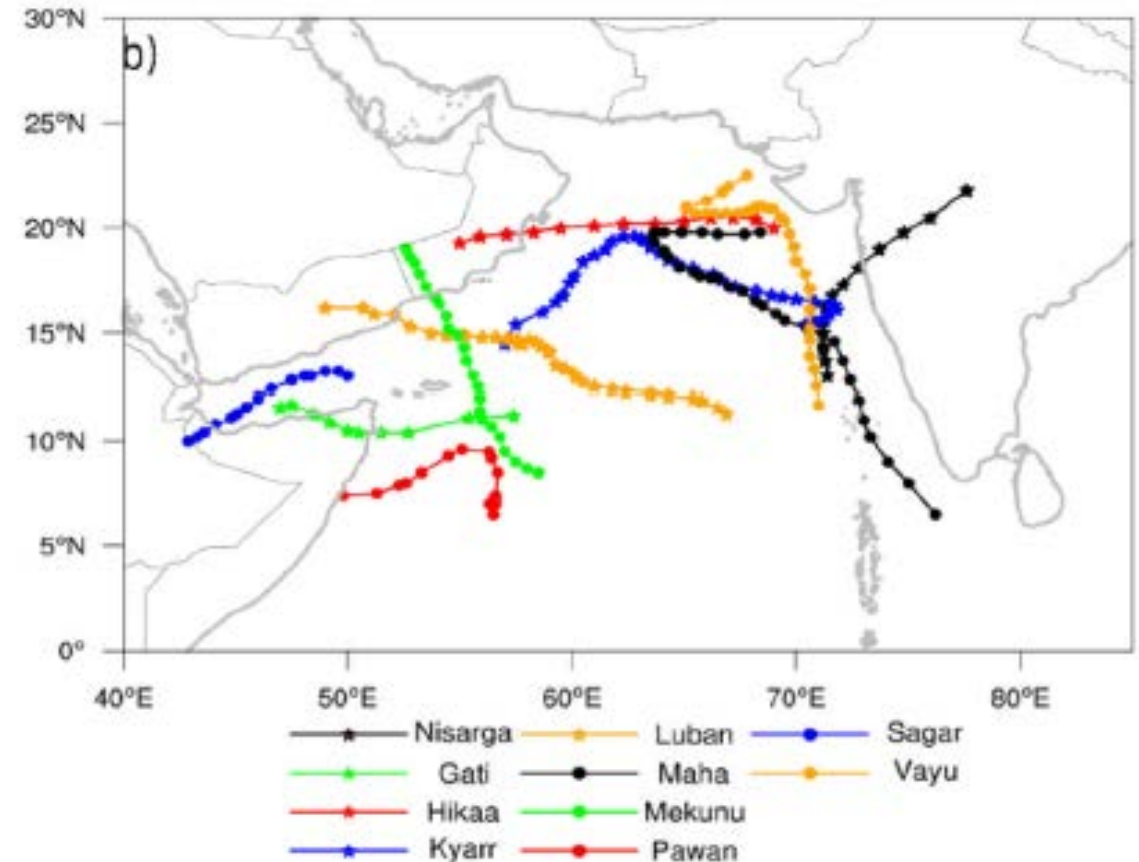 30°N
b)
25°N
20°N
15°N
10°N
5°N
0°
40°E 50°E 60°E 70°E 80°E
Nisarga Luban Sagar
Gati Maha Vayu
Hikaa Mekunu
Kyarr Pawan